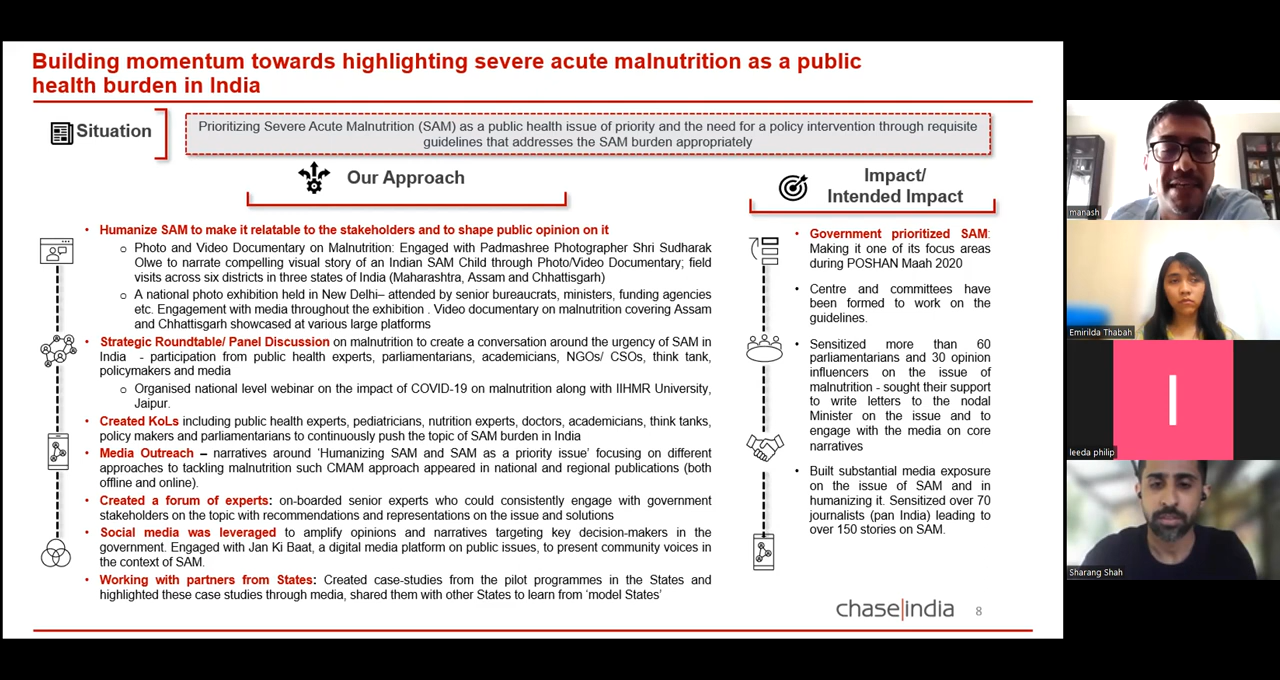 Building momentum towards highlighting severe acute malnutrition as a public
health burden in India
Situation
Prioritizing Severe Acute Malnutrition (SAM) as a public health issue of priority and the need for a policy intervention through requisite
guidelines that addresses the SAM burden appropriately
Our Approach
• Humanize SAM to make it relatable to the stakeholders and to shape public opinion on it
o Photo and Video Documentary on Malnutrition: Engaged with Padmashree Photographer Shri Sudharak
Olwe to narrate compelling visual story of an Indian SAM Child through Photo/Video Documentary; field
visits across six districts in three states of India (Maharashtra, Assam and Chhattisgarh)
o A national photo exhibition held in New Delhi– attended by senior bureaucrats, ministers, funding agencies
etc. Engagement with media throughout the exhibition . Video documentary on malnutrition covering Assam
and Chhattisgarh showcased at various large platforms
• Strategic Roundtable/ Panel Discussion on malnutrition to create a conversation around the urgency of SAM in
India - participation from public health experts, parliamentarians, academicians, NGOs/ CSOs, think tank,
policymakers and media
o Organised national level webinar on the impact of COVID-19 on malnutrition along with IIHMR University,
Jaipur.
• Created KoLs including public health experts, pediatricians, nutrition experts, doctors, academicians, think tanks,
policy makers and parliamentarians to continuously push the topic of SAM burden in India
• Media Outreach – narratives around ‘Humanizing SAM and SAM as a priority issue’ focusing on different
approaches to tackling malnutrition such CMAM approach appeared in national and regional publications (both
offline and online).
• Created a forum of experts: on-boarded senior experts who could consistently engage with government
stakeholders on the topic with recommendations and representations on the issue and solutions
• Social media was leveraged to amplify opinions and narratives targeting key decision-makers in the
government. Engaged with Jan Ki Baat, a digital media platform on public issues, to present community voices in
the context of SAM.
• Working with partners from States: Created case-studies from the pilot programmes in the States and
highlighted these case studies through media, shared them with other States to learn from ‘model States’
Impact/
Intended Impact
• Government prioritized SAM:
Making it one of its focus areas
during POSHAN Maah 2020
• Centre and committees have
been formed to work on the
guidelines.
• Sensitized more than 60
parliamentarians and 30 opinion
influencers on the issue of
malnutrition - sought their support
to write letters to the nodal
Minister on the issue and to
engage with the media on core
narratives
• Built substantial media exposure
on the issue of SAM and in
humanizing it. Sensitized over 70
journalists (pan India) leading to
over 150 stories on SAM.
chase|india
8
manash
Emirilda Thabah
l
leeda philip
Sharang Shah